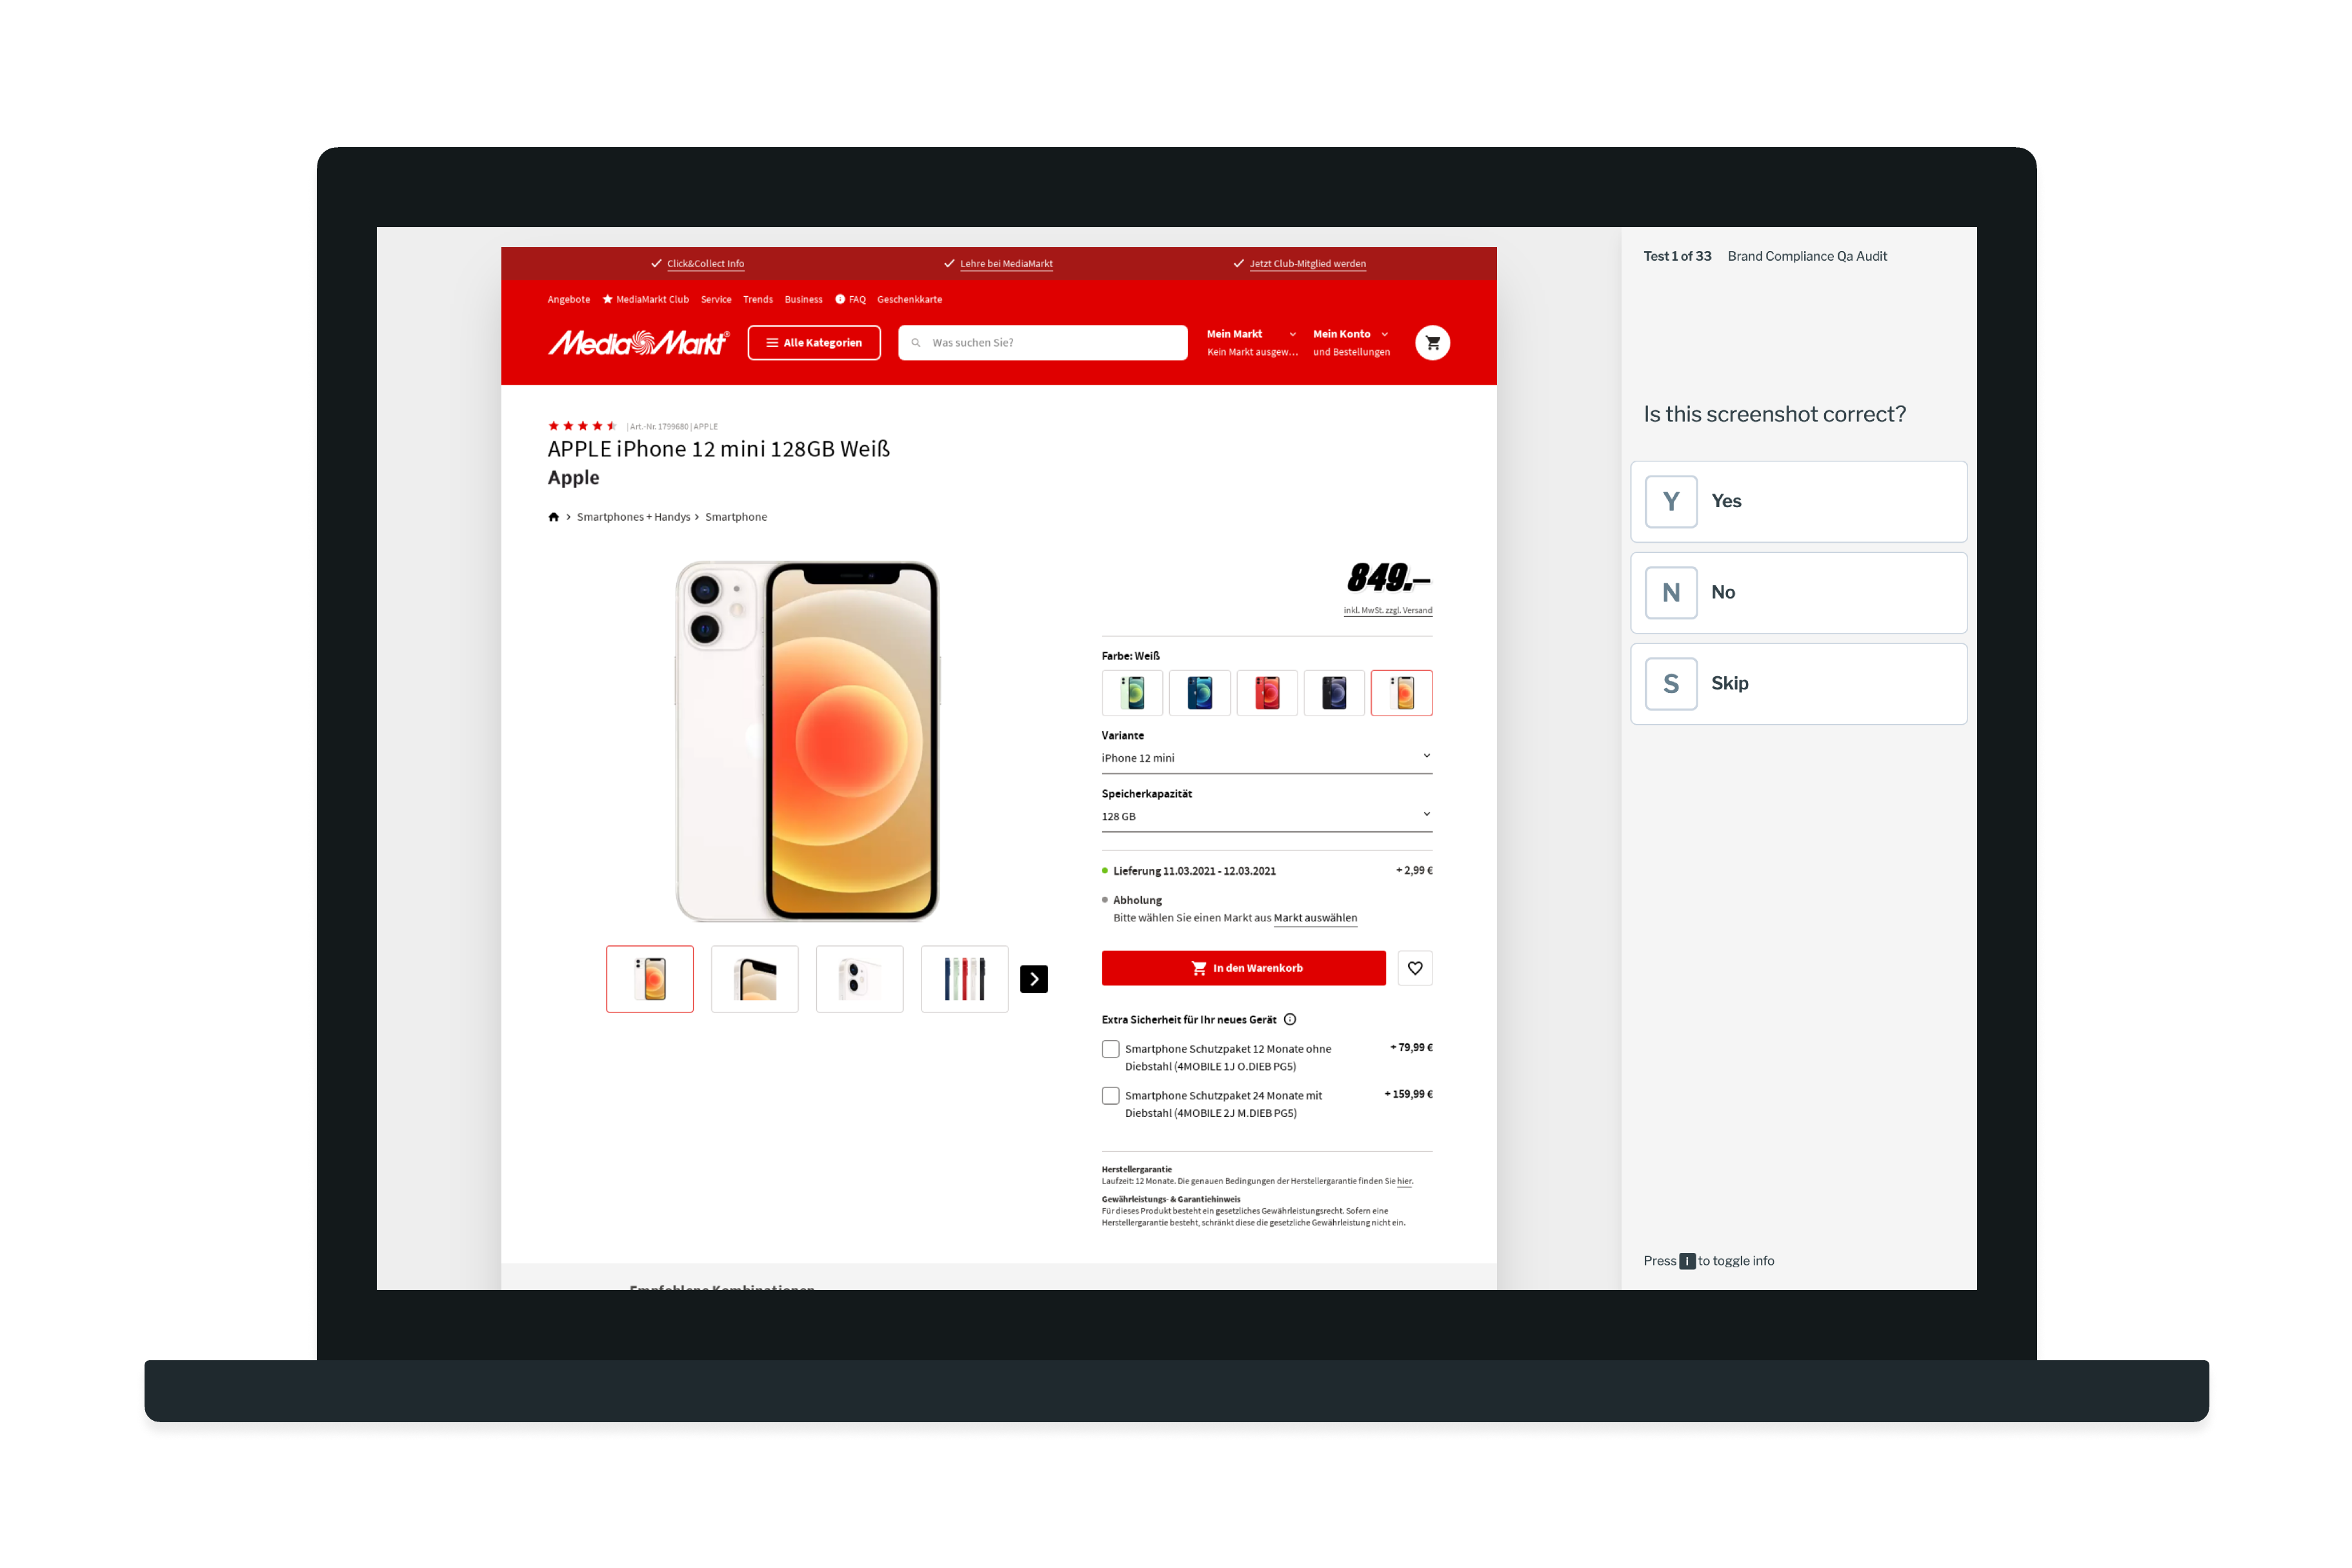 Click&Collect Info
Lehre bei MediaMarkt
Jetzt Club-Mitglied werden
Angebote MediaMarkt Club Service Trends Business FAQ Geschenkkarte
MediaMarkt®
Alle Kategorien
Was suchen Sie?
Mein Markt
Kein Markt ausgew...
Mein Konto
und Bestellungen
| Art.-Nr. 1799680 | APPLE
APPLE iPhone 12 mini 128GB Weiß
Apple
Smartphones + Handys > Smartphone
849.–
inkl. MwSt. zzgl. Versand
Farbe: Weiß
Variante
iPhone 12 mini
Speicherkapazität
128 GB
Lieferung 11.03.2021 - 12.03.2021 + 2,99 €
Abholung
Bitte wählen Sie einen Markt aus Markt auswählen
In den Warenkorb
Extra Sicherheit für Ihr neues Gerät
Smartphone Schutzpaket 12 Monate ohne + 79,99 €
Diebstahl (4MOBILE 1J O.DIEB PG5)
Smartphone Schutzpaket 24 Monate mit + 159,99 €
Diebstahl (4MOBILE 2J M.DIEB PG5)
Herstellergarantie
Laufzeit: 12 Monate. Die genauen Bedingungen der Herstellergarantie finden Sie hier.
Gewährleistungs- & Garantiehinweis
Für dieses Produkt besteht ein gesetzliches Gewährleistungsrecht. Sofern eine
Herstellergarantie besteht, schränkt diese die gesetzliche Gewährleistung nicht ein.
Empfohlene Kombinationen
Test 1 of 33 Brand Compliance Qa Audit
Is this screenshot correct?
Y Yes
N No
S Skip
Press i to toggle info